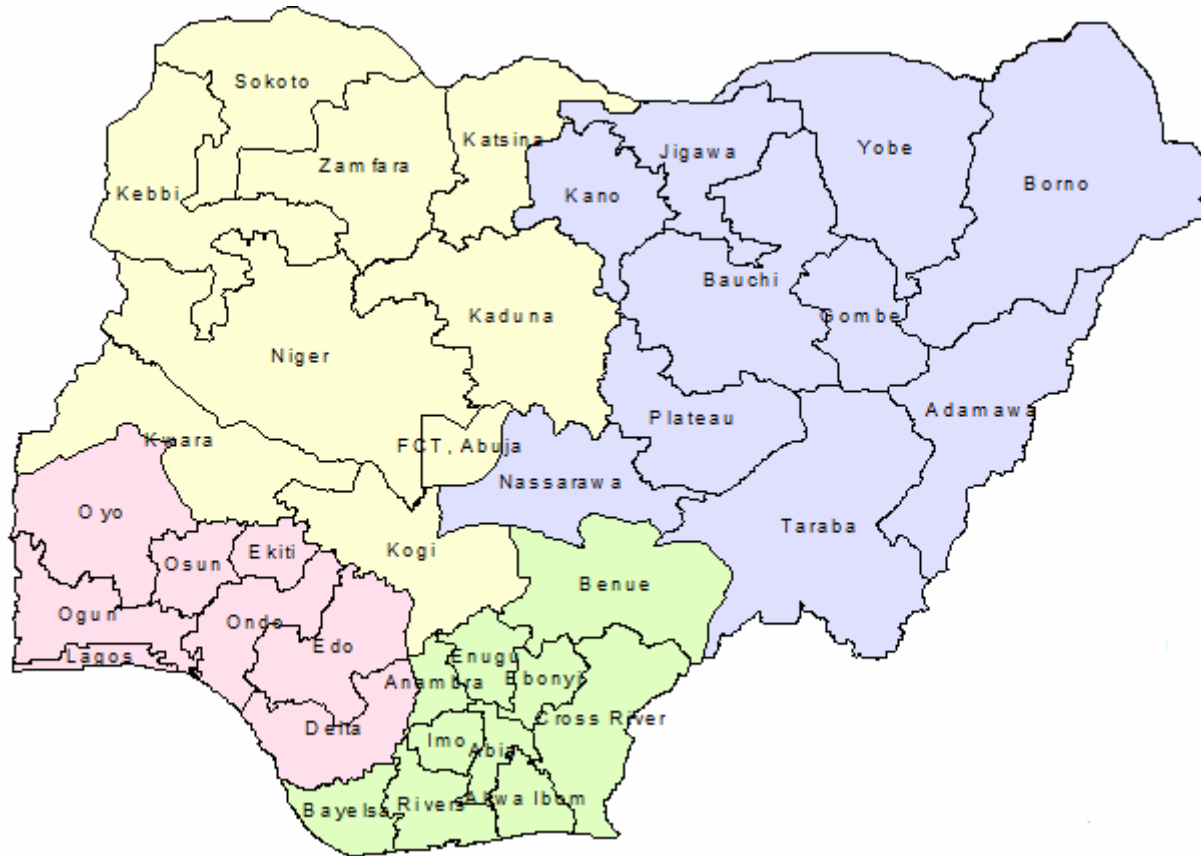 Sokoto
Katsina
Zamfara
Kebbi
Jigawa
Yobe
Kano
Borno
Bauchi
Kaduna
Gombe
Niger
Plateau
Adamawa
Kwara
FCT, Abuja
Nassarawa
Oyo
Taraba
Ekiti
Kogi
Osun
Benue
Ogun
Ondo
Edo
Lagos
Enugu
Ebonyi
Anambra
Cross River
Delta
Imo
Abia
Bayelsa
Rivers
Akwa Ibom